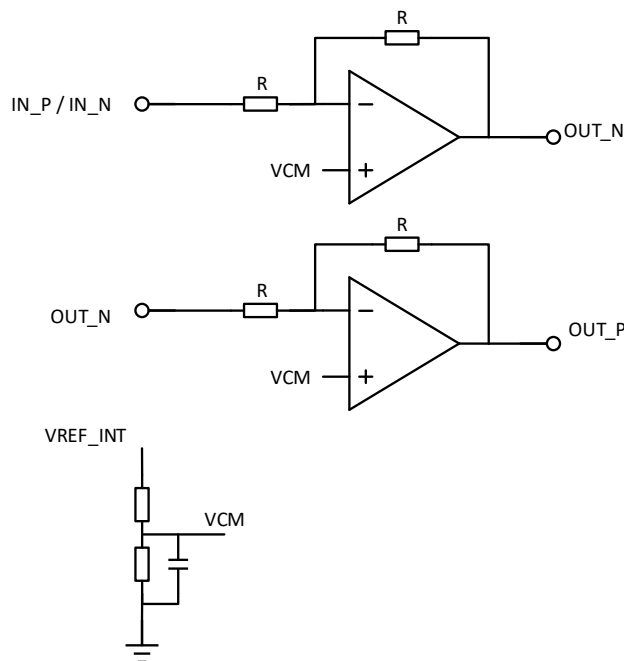 R
R
IN_P / IN_N
OUT_N
VCM
R
R
OUT_N
OUT_P
VCM
VREF_INT
VCM